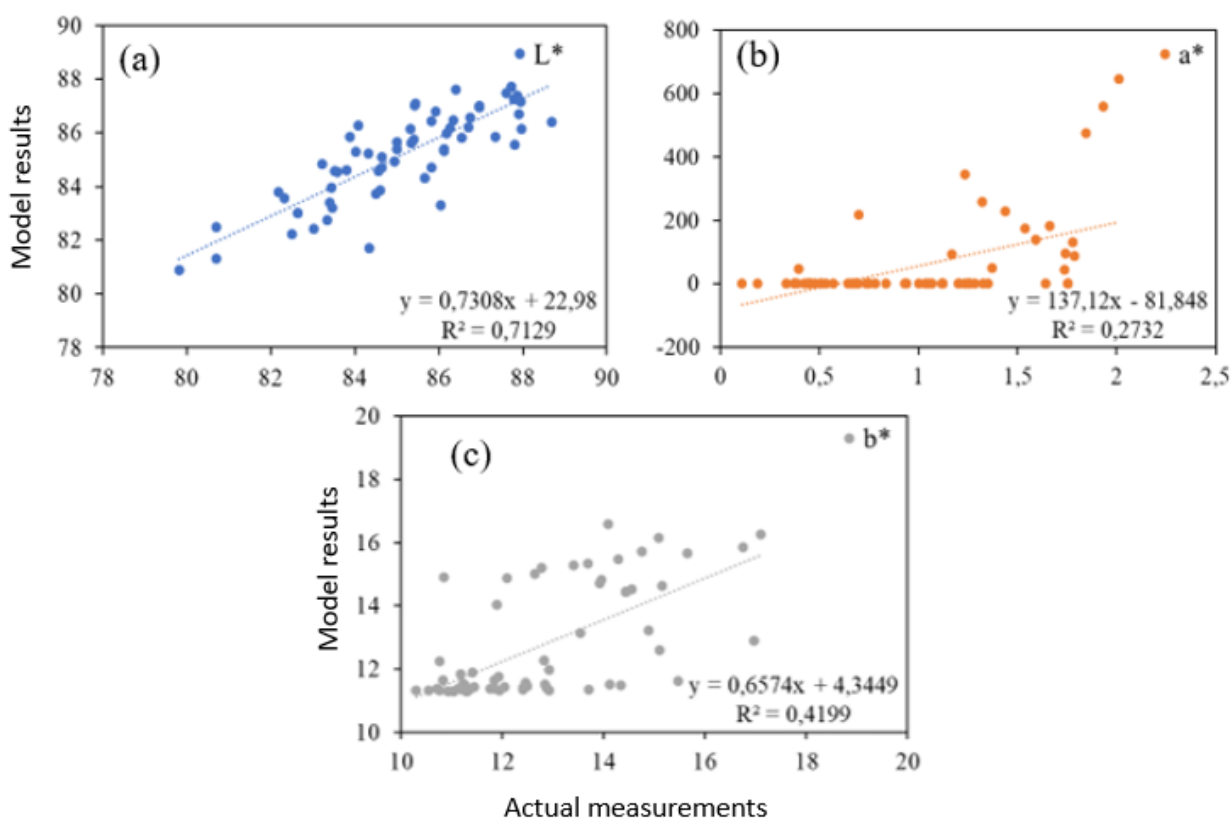 (a)
L*
Model results
90
88
86
84
82
80
78
y = 0,7308x + 22,98
R² = 0,7129
78 80 82 84 86 88 90
(b)
a*
800
600
400
200
0
-200
y = 137,12x - 81,848
R² = 0,2732
0 0,5 1 1,5 2 2,5
(c)
b*
Model results
20
18
16
14
12
10
y = 0,6574x + 4,3449
R² = 0,4199
10 12 14 16 18 20
Actual measurements